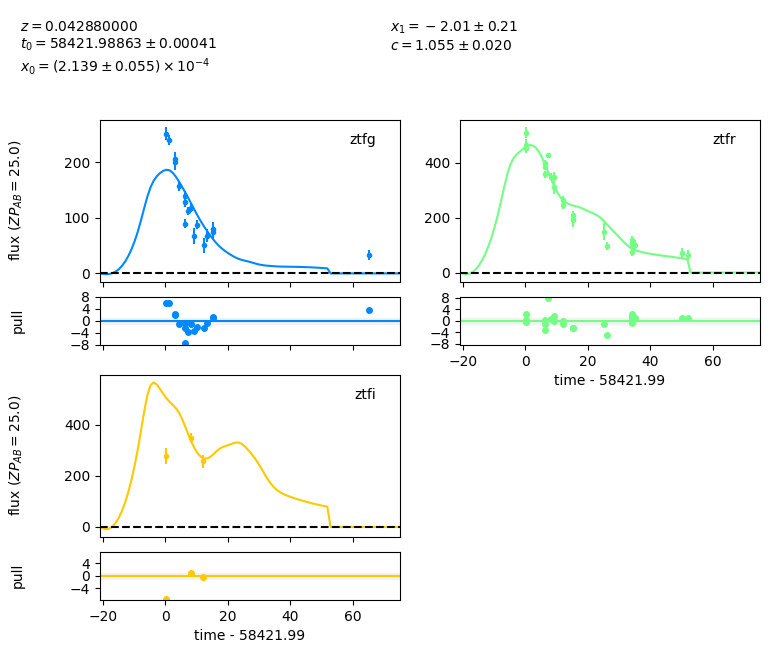 z = 0.042880000
t₀ = 58421.98863 ± 0.00041
x₀ = (2.139 ± 0.055) × 10⁻⁴
x₁ = −2.01 ± 0.21
c = 1.055 ± 0.020
flux (ZP_AB = 25.0)
200
100
0
ztfg
400
200
0
ztfr
pull
8
4
0
−4
−8
8
4
0
−4
−8
−20 0 20 40 60
time - 58421.99
flux (ZP_AB = 25.0)
400
200
0
ztfi
pull
4
0
−4
−20 0 20 40 60
time - 58421.99